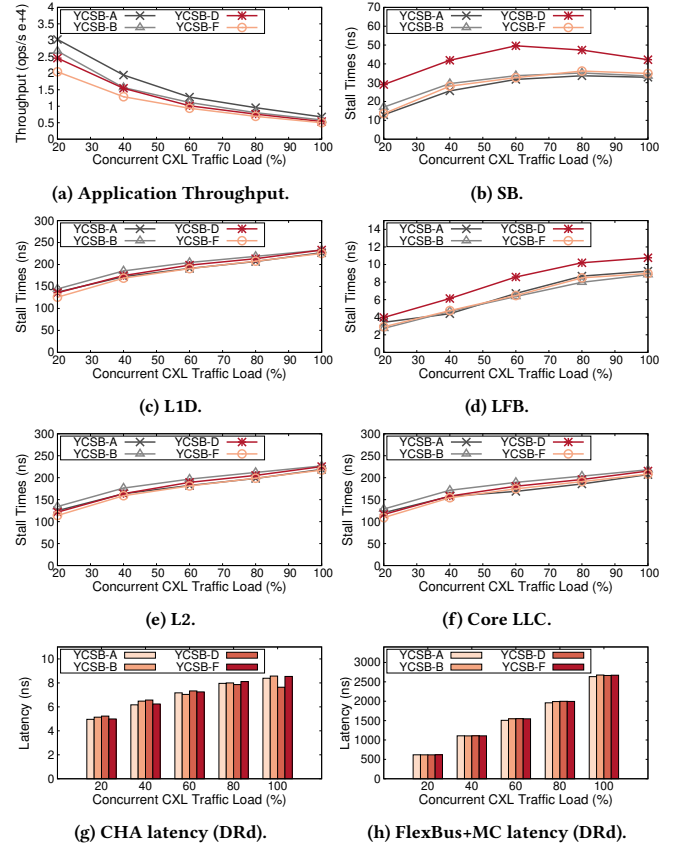 YCSB-A YCSB-D
YCSB-B YCSB-F
Throughput (ops/s e+4)
4
3.5
3
2.5
2
1.5
1
0.5
0
20 30 40 50 60 70 80 90 100
Concurrent CXL Traffic Load (%)
(a) Application Throughput.
YCSB-A YCSB-D
YCSB-B YCSB-F
Stall Times (ns)
70
60
50
40
30
20
10
0
20 30 40 50 60 70 80 90 100
Concurrent CXL Traffic Load (%)
(b) SB.
YCSB-A YCSB-D
YCSB-B YCSB-F
Stall Times (ns)
300
250
200
150
100
50
0
20 30 40 50 60 70 80 90 100
Concurrent CXL Traffic Load (%)
(c) L1D.
YCSB-A YCSB-D
YCSB-B YCSB-F
Stall Times (ns)
14
12
10
8
6
4
2
0
20 30 40 50 60 70 80 90 100
Concurrent CXL Traffic Load (%)
(d) LFB.
YCSB-A YCSB-D
YCSB-B YCSB-F
Stall Times (ns)
300
250
200
150
100
50
0
20 30 40 50 60 70 80 90 100
Concurrent CXL Traffic Load (%)
(e) L2.
YCSB-A YCSB-D
YCSB-B YCSB-F
Stall Times (ns)
300
250
200
150
100
50
0
20 30 40 50 60 70 80 90 100
Concurrent CXL Traffic Load (%)
(f) Core LLC.
YCSB-A YCSB-D
YCSB-B YCSB-F
Latency (ns)
10
8
6
4
2
0
20 40 60 80 100
Concurrent CXL Traffic Load (%)
(g) CHA latency (DRd).
YCSB-A YCSB-D
YCSB-B YCSB-F
Latency (ns)
3000
2500
2000
1500
1000
500
0
20 40 60 80 100
Concurrent CXL Traffic Load (%)
(h) FlexBus+MC latency (DRd).